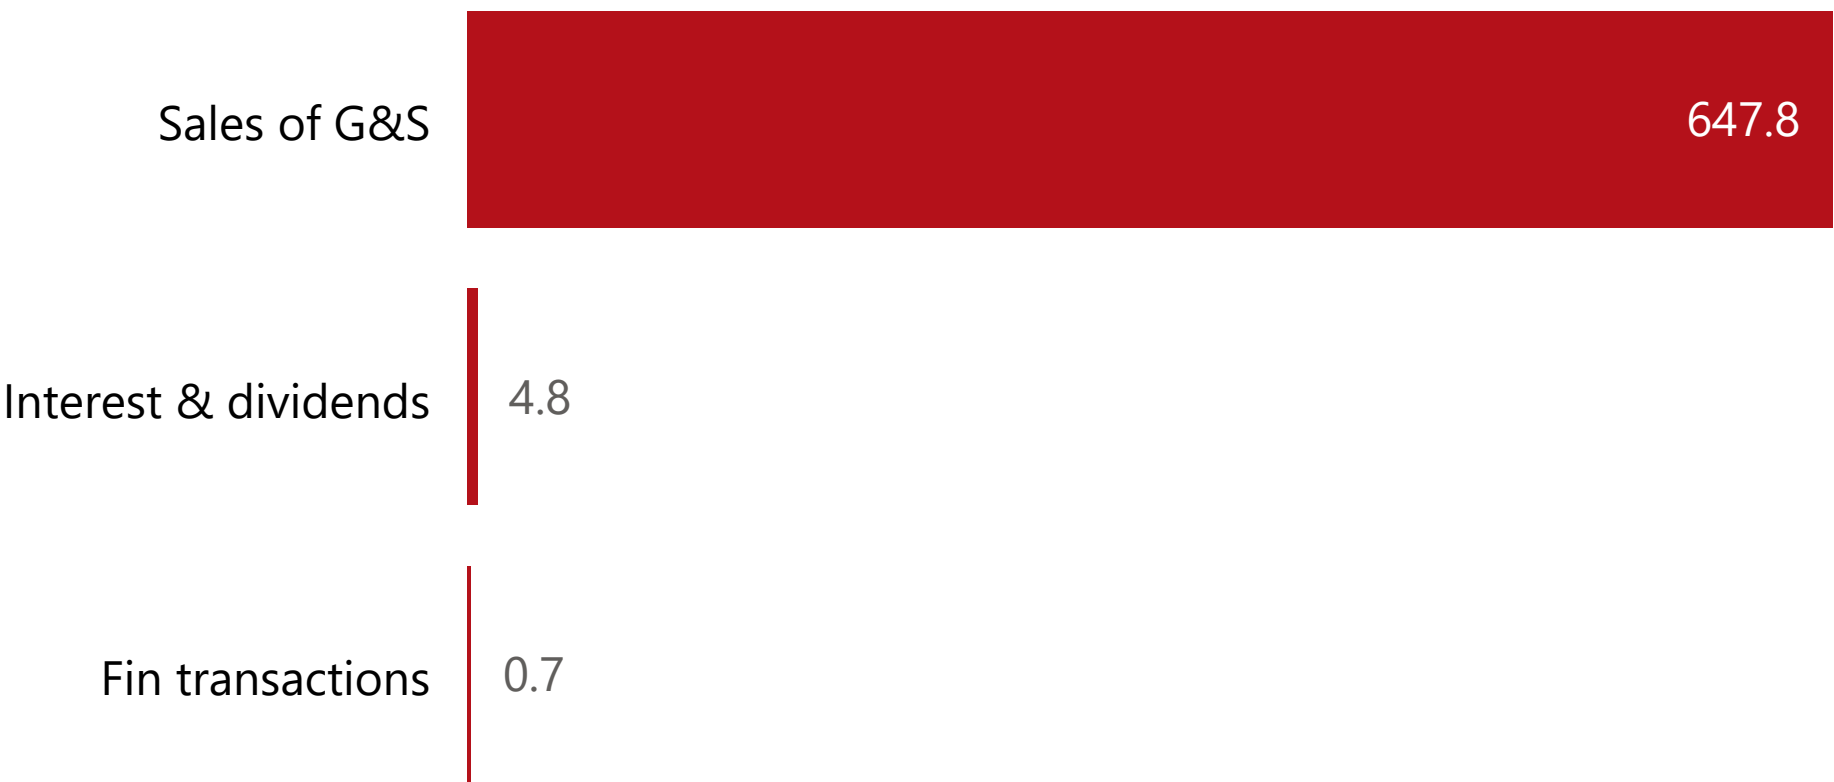 Sales of G&S
647.8
Interest & dividends
4.8
Fin transactions
0.7